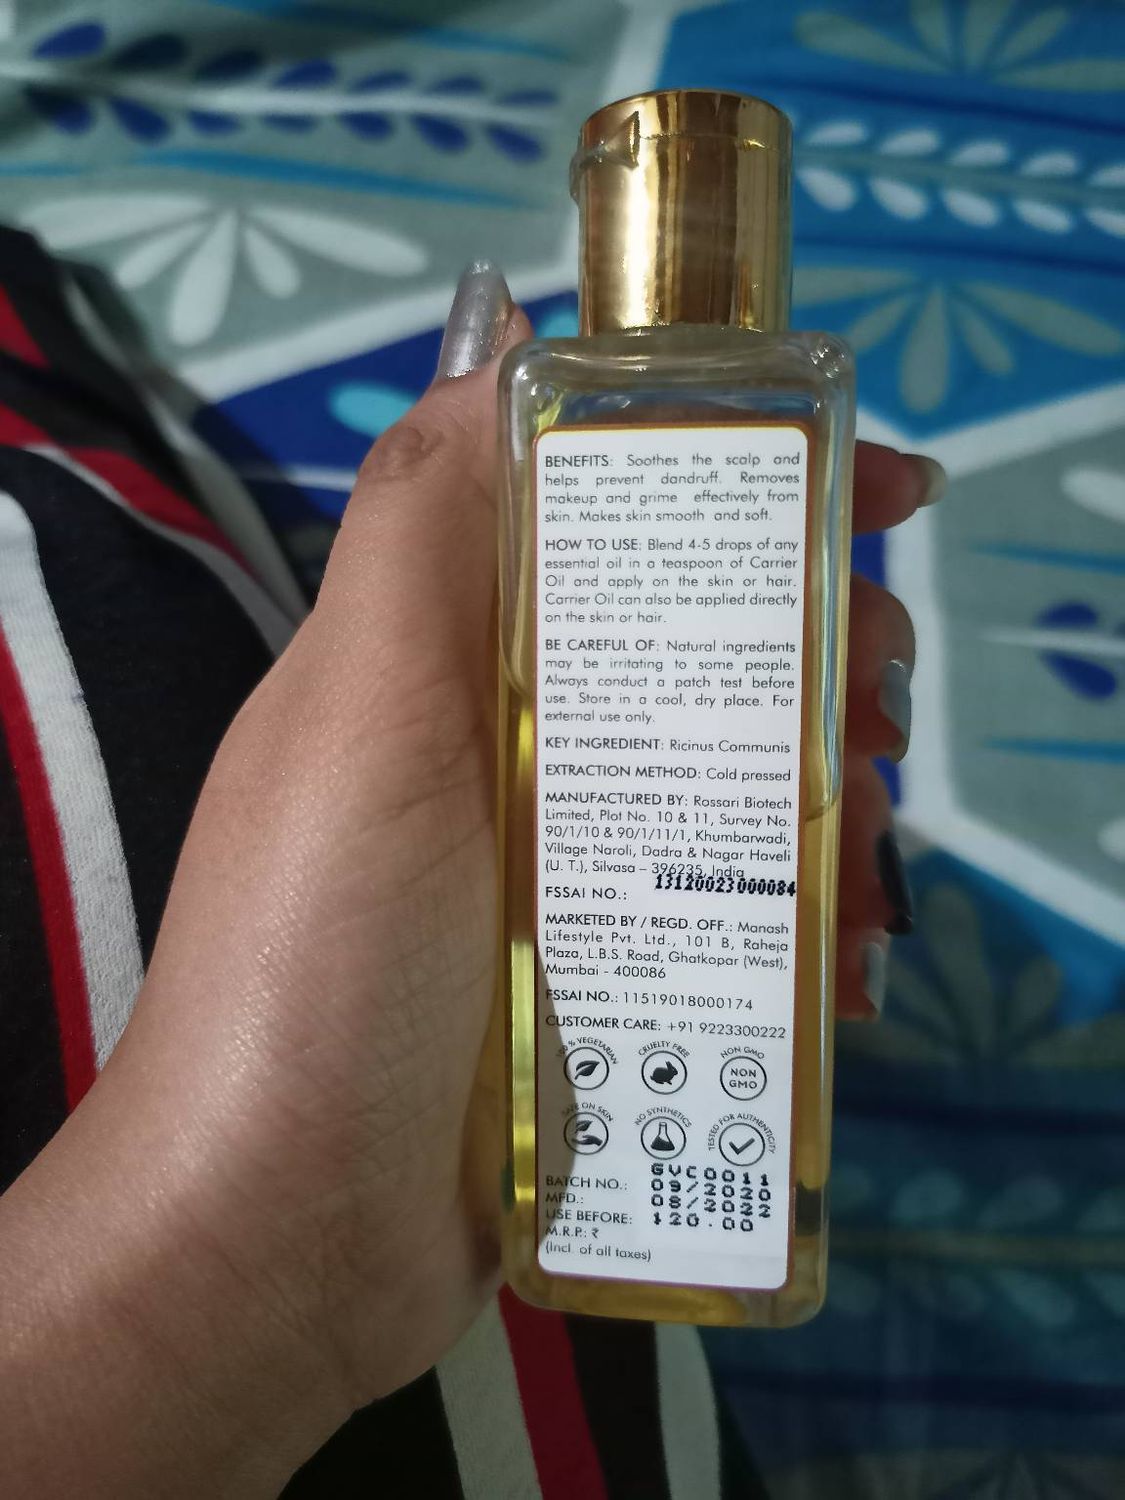 BENEFITS: Soothes the scalp and
helps prevent dandruff. Removes
makeup and grime effectively from
skin. Makes skin smooth and soft.
HOW TO USE: Blend 4-5 drops of any
essential oil in a teaspoon of Carrier
Oil and apply on the skin or hair.
Carrier Oil can also be applied directly
on the skin or hair.
BE CAREFUL OF: Natural ingredients
may be irritating to some people.
Always conduct a patch test before
use. Store in a cool, dry place. For
external use only.
KEY INGREDIENT: Ricinus Communis
EXTRACTION METHOD: Cold pressed
MANUFACTURED BY: Rossari Biotech
Limited, Plot No. 10 & 11, Survey No.
90/1/10 & 90/1/11/1, Khumbarwadi,
Village Naroli, Dadra & Nagar Haveli
(U. T.), Silvasa – 396235, India
FSSAI NO.: 13120023000084
MARKETED BY / REGD. OFF.: Manash
Lifestyle Pvt. Ltd., 101 B, Raheja
Plaza, L.B.S. Road, Ghatkopar (West),
Mumbai - 400086
FSSAI NO.: 11519018000174
CUSTOMER CARE: +91 9223300222
100 % VEGETARIAN CRUELTY FREE NON GMO
NON
GMO
SAFE ON SKIN NO SYNTHETICS TESTED FOR AUTHENTICITY
BATCH NO.: GVC0011
MFD.: 09/2020
USE BEFORE: 08/2022
M.R.P.: ₹ 120.00
(Incl. of all taxes)